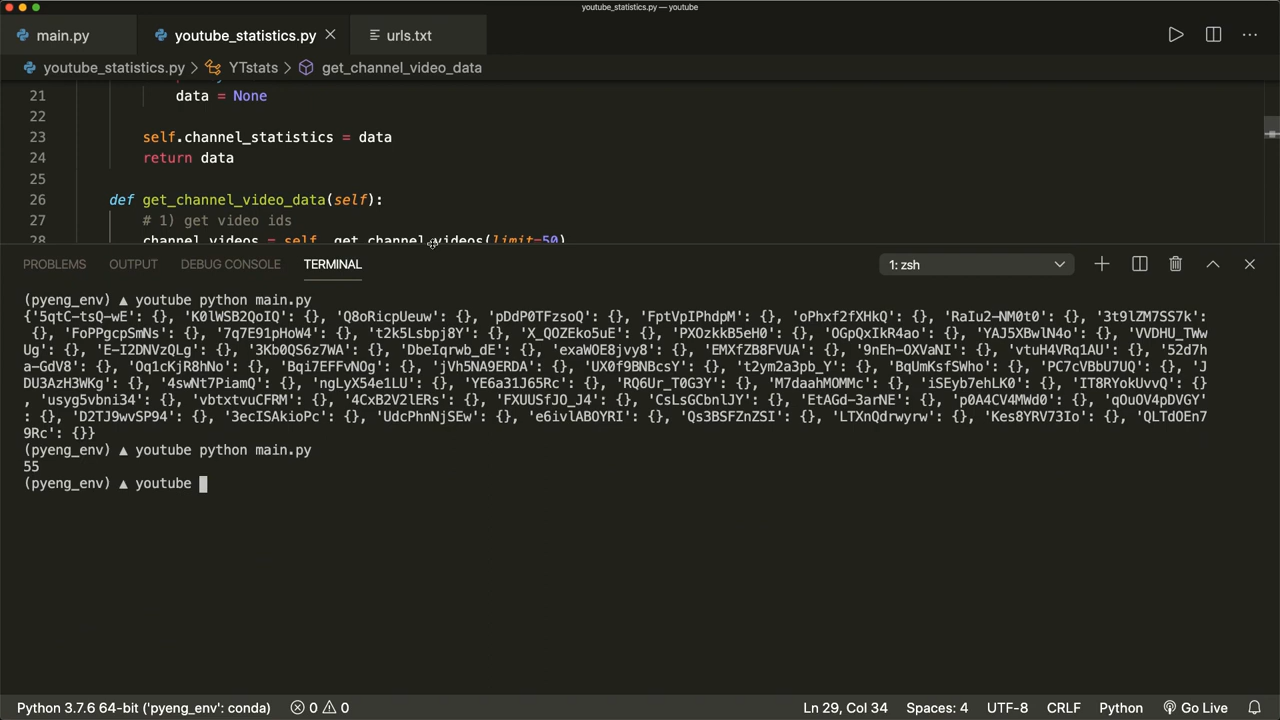 youtube_statistics.py — youtube
main.py
youtube_statistics.py
urls.txt
youtube_statistics.py > YTstats > get_channel_video_data
21 data = None
22
23 self.channel_statistics = data
24 return data
25
26 def get_channel_video_data(self):
27 # 1) get video ids
28 channel_videos = self._get_channel_videos(limit=50)
PROBLEMS OUTPUT DEBUG CONSOLE TERMINAL 1: zsh
(pyeng_env) ▲ youtube python main.py
{'5qtC-tsQ-wE': {}, 'K0lWSB2QoIQ': {}, 'Q8oRicpUeuw': {}, 'pDdP0TFzsoQ': {}, 'FptVpIPhdpM': {}, 'oPhxf2fXHkQ': {}, 'RaIu2-NM0t0': {}, '3t9lZM7SS7k':
{}, 'FoPPgcpSmNs': {}, '7q7E91pHoW4': {}, 't2k5Lsbpj8Y': {}, 'X_QOZEko5uE': {}, 'PXOzkkB5eH0': {}, 'OGpQxIkR4ao': {}, 'YAJ5XBwlN4o': {}, 'VVDHU_TWw
Ug': {}, 'E-I2DNVzQLg': {}, '3Kb0QS6z7WA': {}, 'DbeIqrwb_dE': {}, 'exaWOE8jvy8': {}, 'EMXfZB8FVUA': {}, '9nEh-OXVaNI': {}, 'vtuH4VRq1AU': {}, '52d7h
a-GdV8': {}, 'Oq1cKjR8hNo': {}, 'Bqi7EFFvNOg': {}, 'jVh5NA9ERDA': {}, 'UX0f9BNBcsY': {}, 't2ym2a3pb_Y': {}, 'BqUmKsfSWho': {}, 'PC7cVBbU7UQ': {}, 'J
DU3AzH3WKg': {}, '4swNt7PiamQ': {}, 'ngLyX54e1LU': {}, 'YE6a31J65Rc': {}, 'RQ6Ur_T0G3Y': {}, 'M7daahMOMMc': {}, 'iSEyb7ehLK0': {}, 'IT8RYokUvvQ': {}
, 'usyg5vbni34': {}, 'vbtxtvuCFRM': {}, '4CxB2V2lERs': {}, 'FXUUSfJO_J4': {}, 'CsLsGCbnlJY': {}, 'EtAGd-3arNE': {}, 'p0A4CV4MWd0': {}, 'qOuOV4pDVGY'
: {}, 'D2TJ9wvSP94': {}, '3ecISAkioPc': {}, 'UdcPhnNjSEw': {}, 'e6ivlABOYRI': {}, 'Qs3BSFZnZSI': {}, 'LTXnQdrwyrw': {}, 'Kes8YRV73Io': {}, 'QLTdOEn7
9Rc': {}}
(pyeng_env) ▲ youtube python main.py
55
(pyeng_env) ▲ youtube
Python 3.7.6 64-bit ('pyeng_env': conda) 0 0 Ln 29, Col 34 Spaces: 4 UTF-8 CRLF Python Go Live